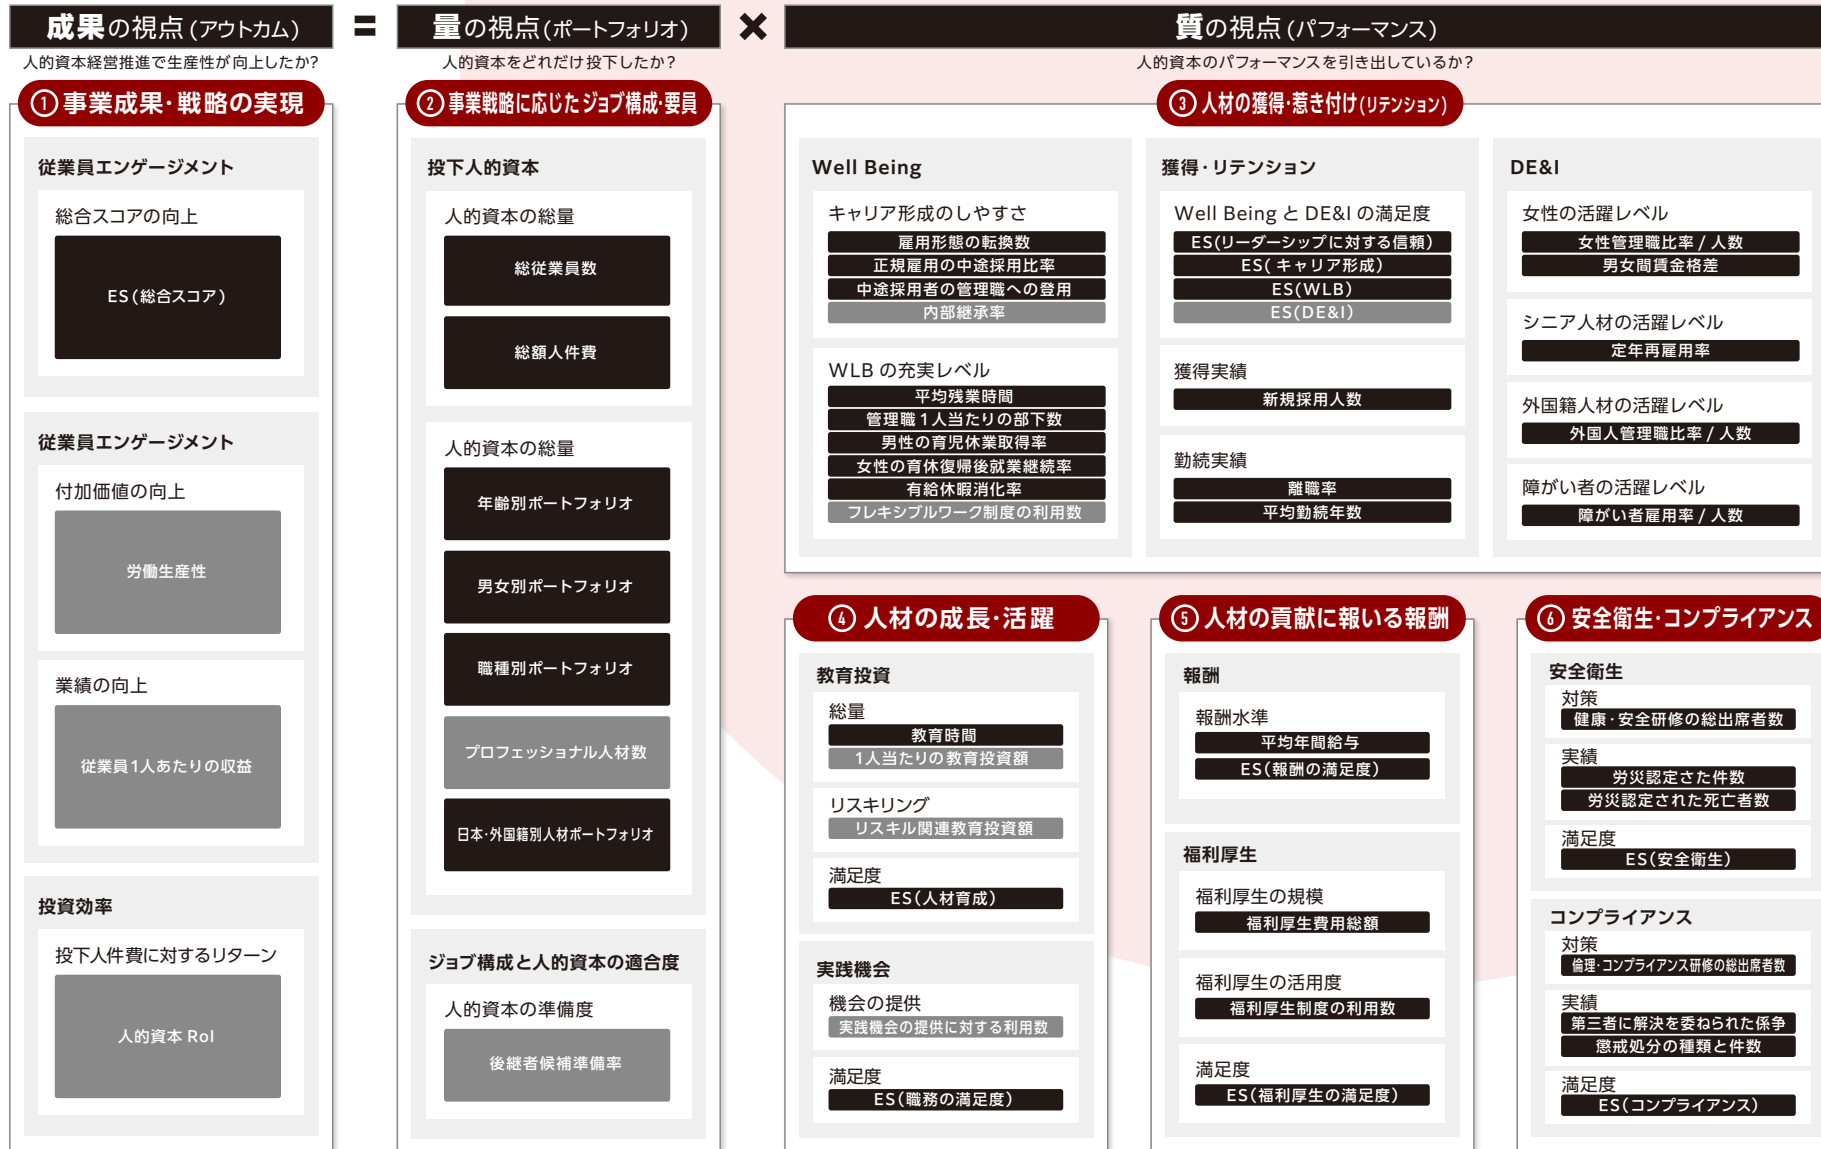 成果の視点(アウトカム)
人的資本経営推進で生産性が向上したか?
=
量の視点(ポートフォリオ)
人的資本をどれだけ投下したか?
×
質の視点(パフォーマンス)
人的資本のパフォーマンスを引き出しているか?
①事業成果・戦略の実現
従業員エンゲージメント
総合スコアの向上
ES(総合スコア)
従業員エンゲージメント
付加価値の向上
労働生産性
業績の向上
従業員1人あたりの収益
投資効率
投下人件費に対するリターン
人的資本 RoI
②事業戦略に応じたジョブ構成・要員
投下人的資本
人的資本の総量
総従業員数
総額人件費
人的資本の総量
年齢別ポートフォリオ
男女別ポートフォリオ
職種別ポートフォリオ
プロフェッショナル人材数
日本・外国籍別人材ポートフォリオ
ジョブ構成と人的資本の適合度
人的資本の準備度
後継者候補準備率
③人材の獲得・惹き付け(リテンション)
Well Being
キャリア形成のしやすさ
雇用形態の転換数
正規雇用の中途採用比率
中途採用者の管理職への登用
内部継承率
WLB の充実レベル
平均残業時間
管理職1人当たりの部下数
男性の育児休業取得率
女性の育休復帰後就業継続率
有給休暇消化率
フレキシブルワーク制度の利用数
獲得・リテンション
Well Being と DE&I の満足度
ES(リーダーシップに対する信頼)
ES( キャリア形成)
ES(WLB)
ES(DE&I)
獲得実績
新規採用人数
勤続実績
離職率
平均勤続年数
DE&I
女性の活躍レベル
女性管理職比率 / 人数
男女間賃金格差
シニア人材の活躍レベル
定年再雇用率
外国籍人材の活躍レベル
外国人管理職比率 / 人数
障がい者の活躍レベル
障がい者雇用率 / 人数
④人材の成長・活躍
教育投資
総量
教育時間
1人当たりの教育投資額
リスキリング
リスキル関連教育投資額
満足度
ES(人材育成)
実践機会
機会の提供
実践機会の提供に対する利用数
満足度
ES(職務の満足度)
⑤人材の貢献に報いる報酬
報酬
報酬水準
平均年間給与
ES(報酬の満足度)
福利厚生
福利厚生の規模
福利厚生費用総額
福利厚生の活用度
福利厚生制度の利用数
満足度
ES(福利厚生の満足度)
⑥安全衛生・コンプライアンス
安全衛生
対策
健康・安全研修の総出席者数
実績
労災認定さた件数
労災認定された死亡者数
満足度
ES(安全衛生)
コンプライアンス
対策
倫理・コンプライアンス研修の総出席者数
実績
第三者に解決を委ねられた係争
懲戒処分の種類と件数
満足度
ES(コンプライアンス)